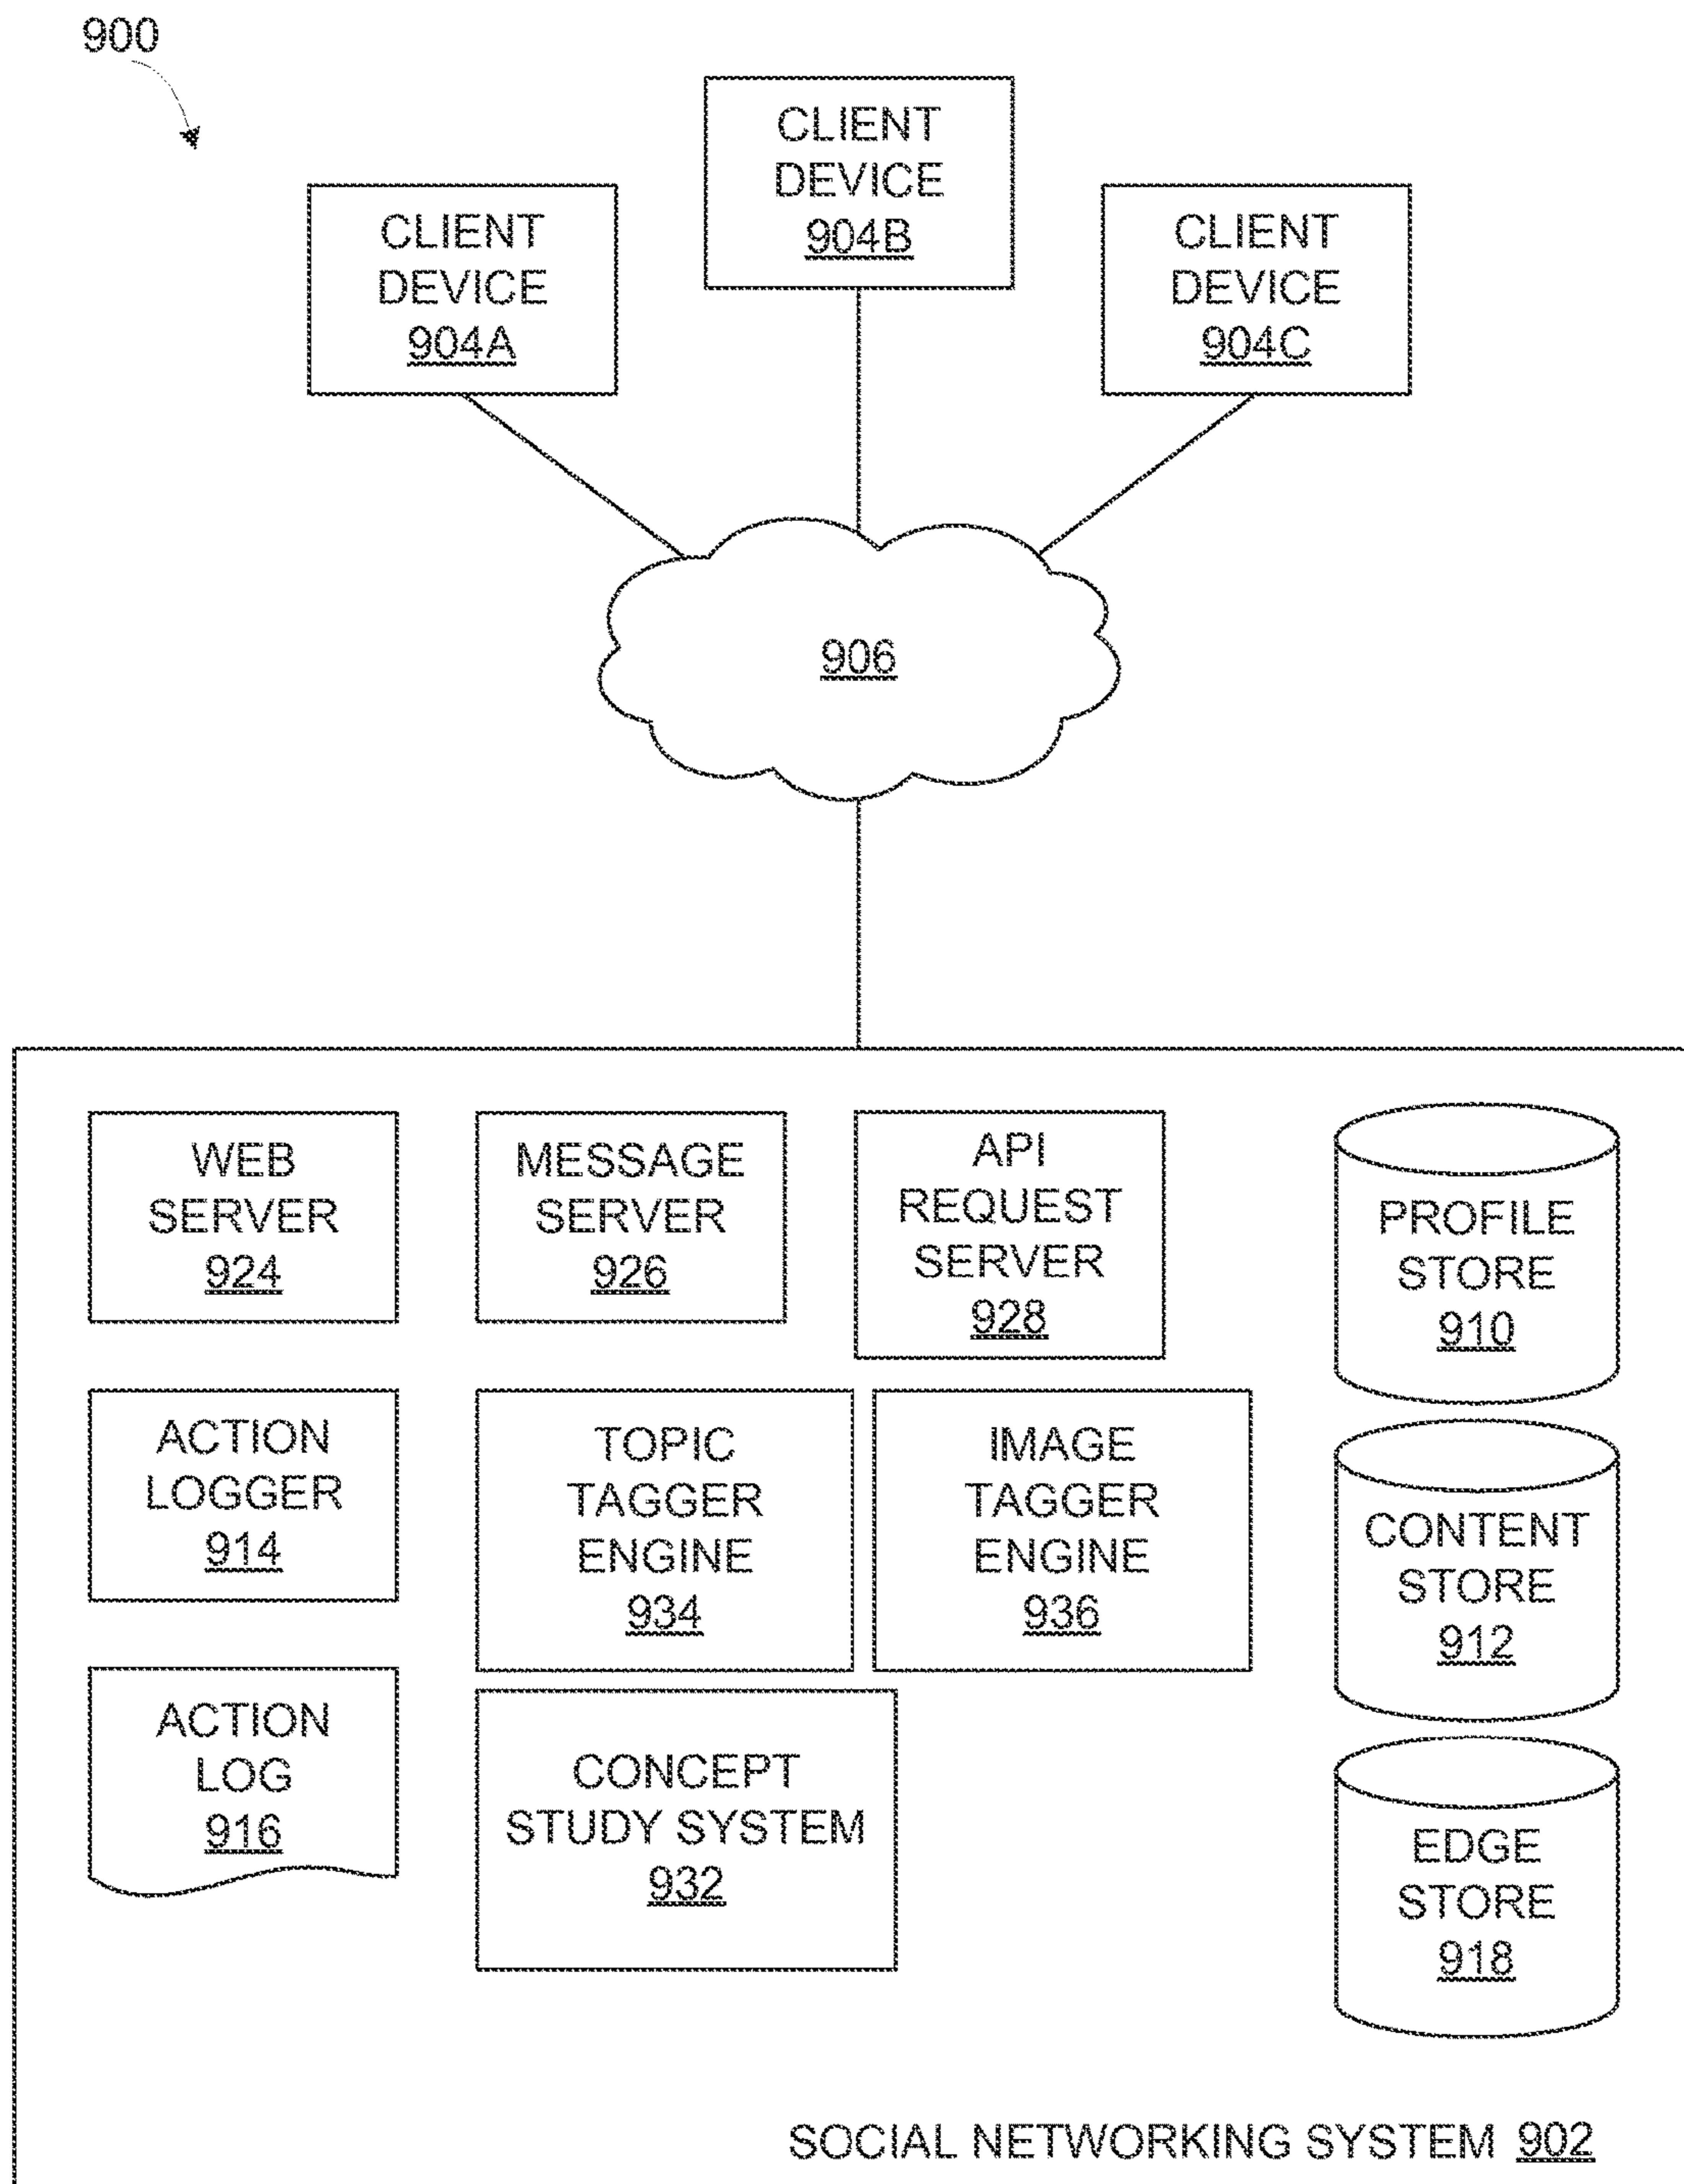 900
CLIENT
DEVICE
904A
CLIENT
DEVICE
904B
CLIENT
DEVICE
904C
906
WEB
SERVER
924
MESSAGE
SERVER
926
API
REQUEST
SERVER
928
PROFILE
STORE
910
ACTION
LOGGER
914
TOPIC
TAGGER
ENGINE
934
IMAGE
TAGGER
ENGINE
936
CONTENT
STORE
912
ACTION
LOG
916
CONCEPT
STUDY SYSTEM
932
EDGE
STORE
918
SOCIAL NETWORKING SYSTEM 902